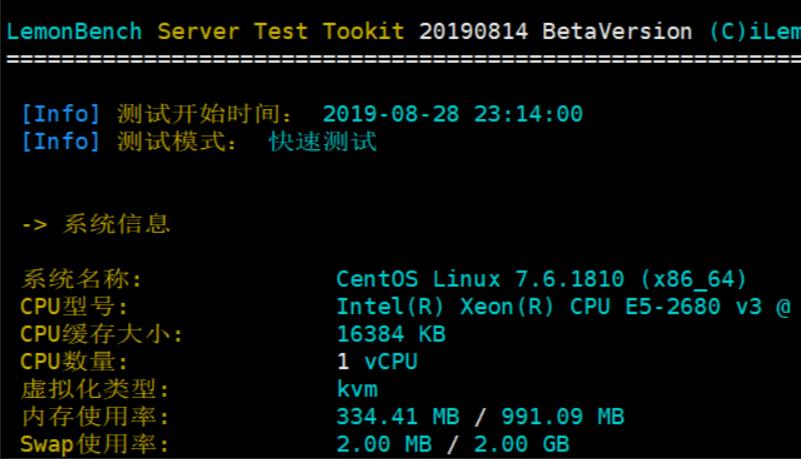 LemonBench Server Test Tookit 20190814 BetaVersion (C)iLem
[Info] 测试开始时间： 2019-08-28 23:14:00
[Info] 测试模式： 快速测试
-> 系统信息
系统名称: CentOS Linux 7.6.1810 (x86_64)
CPU型号: Intel(R) Xeon(R) CPU E5-2680 v3 @
CPU缓存大小: 16384 KB
CPU数量: 1 vCPU
虚拟化类型: kvm
内存使用率: 334.41 MB / 991.09 MB
Swap使用率: 2.00 MB / 2.00 GB